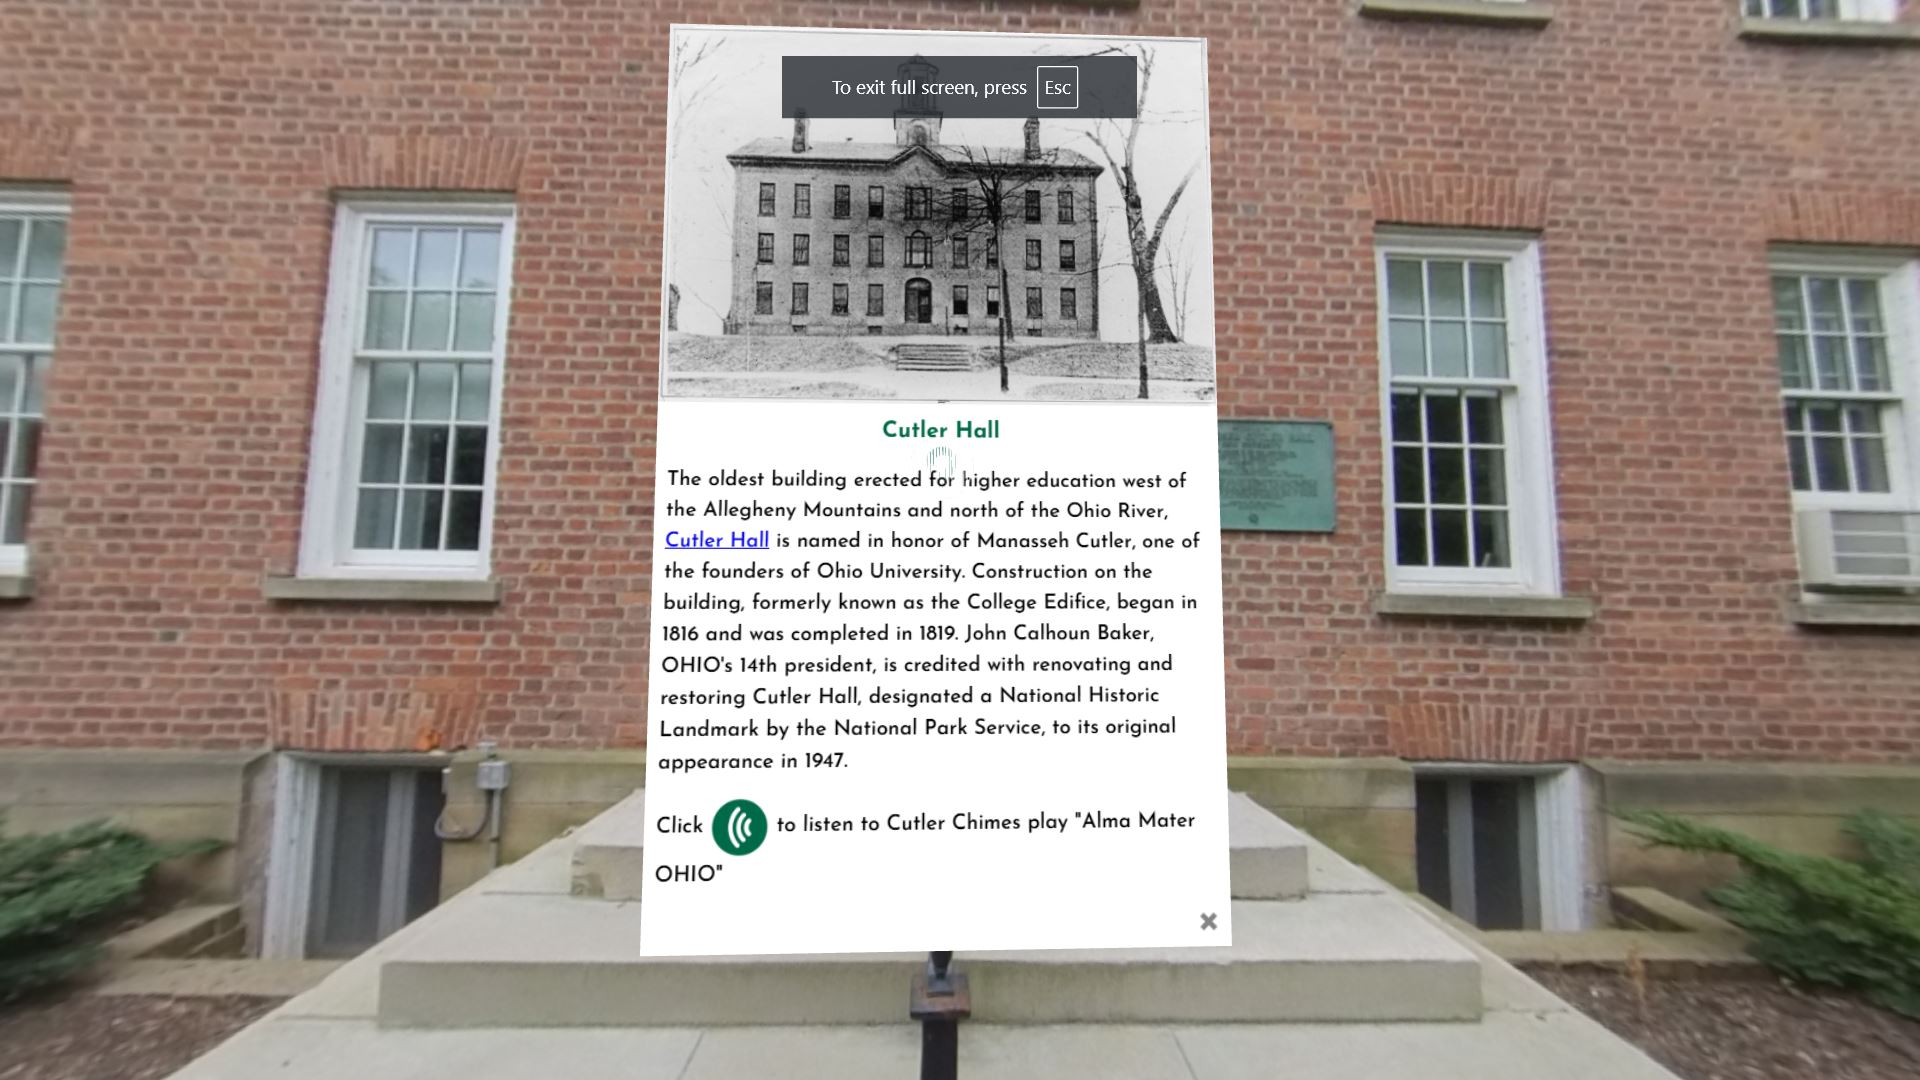 To exit full screen, press Esc
Cutler Hall
The oldest building erected for higher education west of
the Allegheny Mountains and north of the Ohio River,
Cutler Hall is named in honor of Manasseh Cutler, one of
the founders of Ohio University. Construction on the
building, formerly known as the College Edifice, began in
1816 and was completed in 1819. John Calhoun Baker,
OHIO's 14th president, is credited with renovating and
restoring Cutler Hall, designated a National Historic
Landmark by the National Park Service, to its original
appearance in 1947.
Click to listen to Cutler Chimes play "Alma Mater
OHIO"